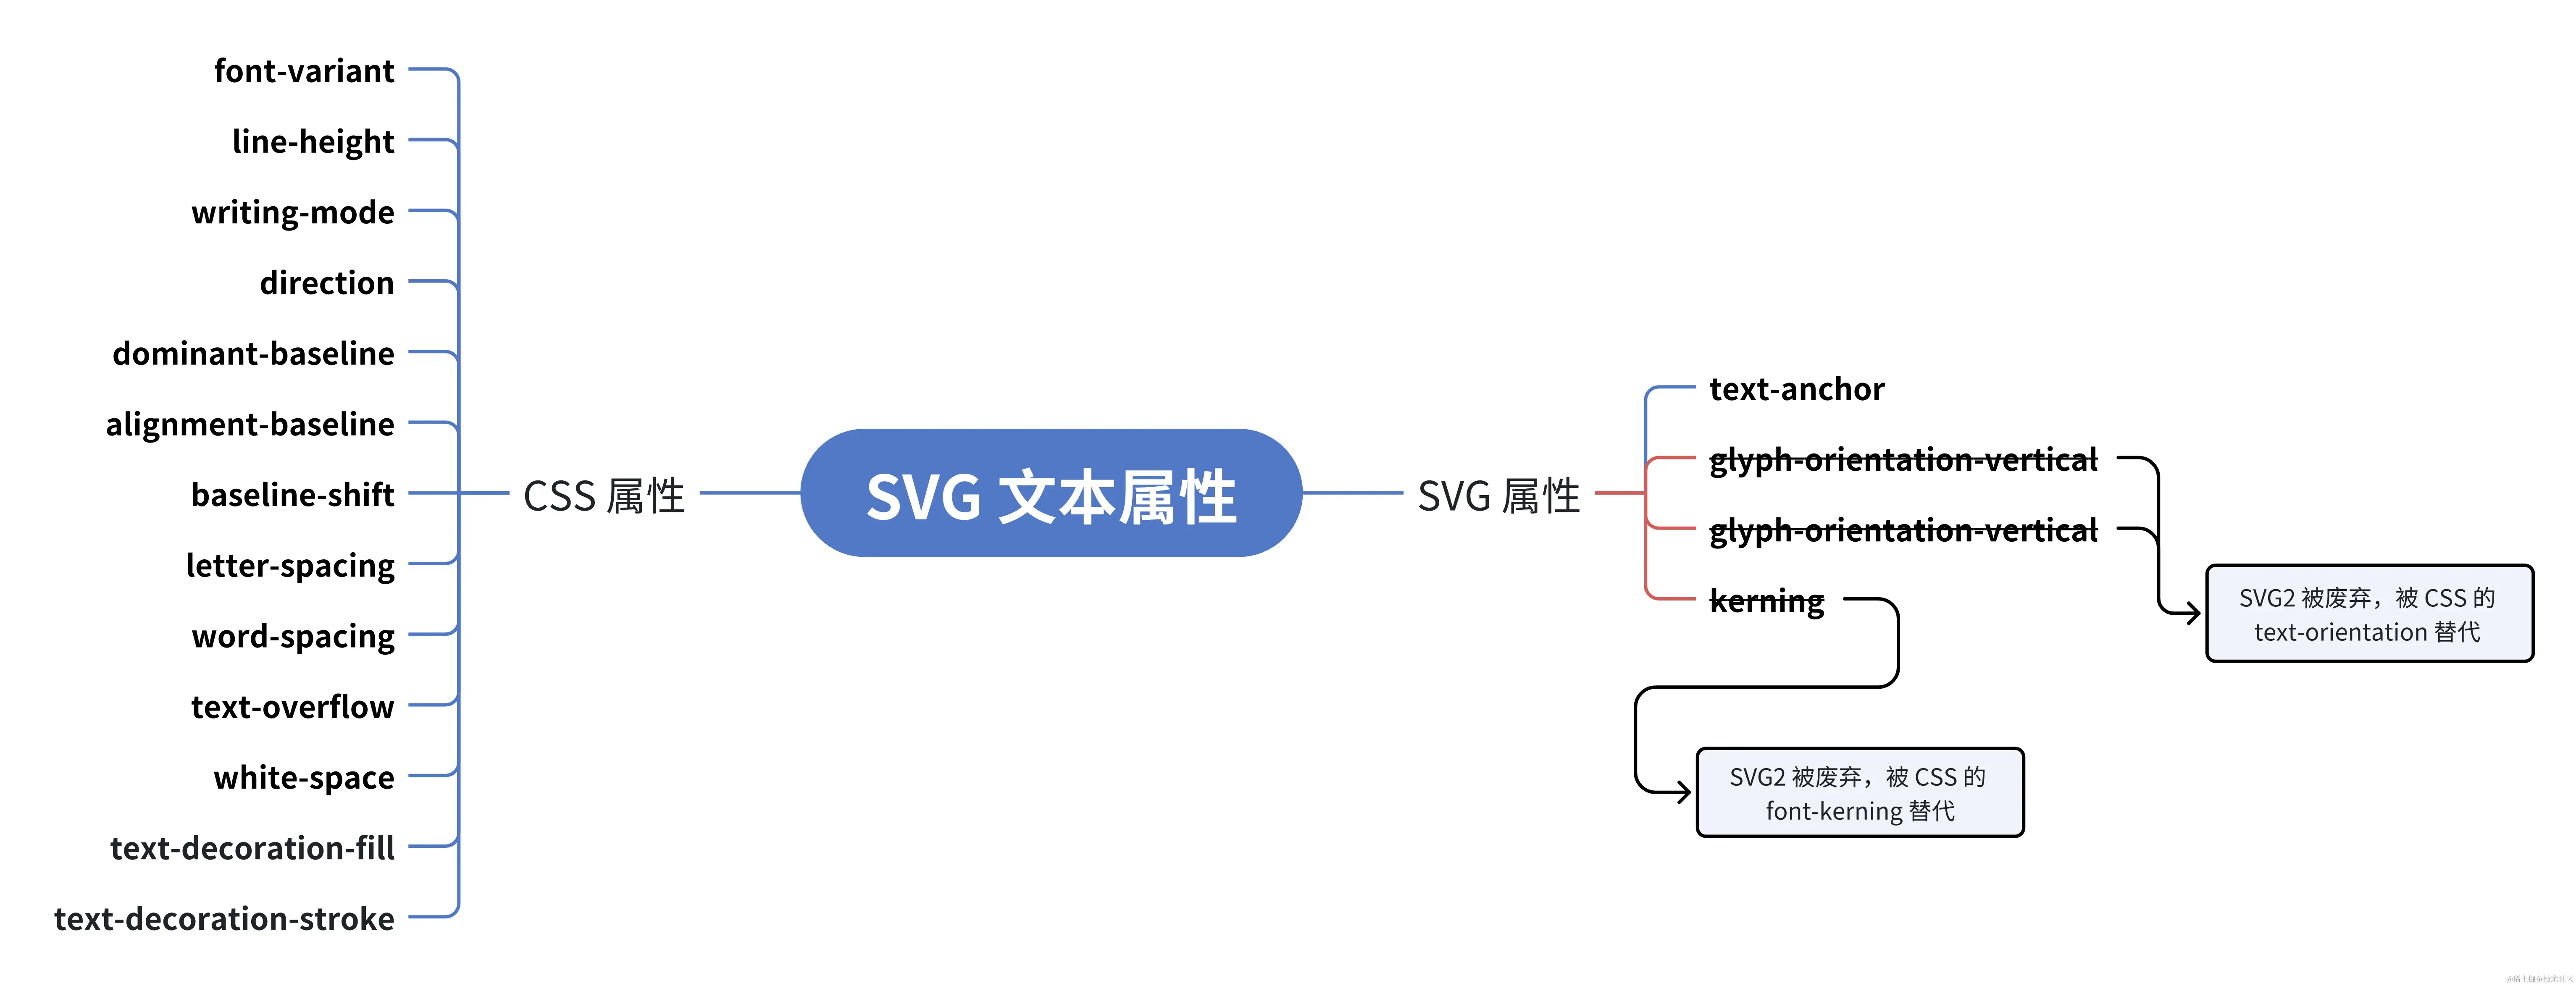 font-variant
line-height
writing-mode
direction
dominant-baseline
alignment-baseline
baseline-shift
letter-spacing
word-spacing
text-overflow
white-space
text-decoration-fill
text-decoration-stroke
CSS 属性
SVG 文本属性
SVG 属性
text-anchor
glyph-orientation-vertical
glyph-orientation-vertical
kerning
SVG2 被废弃，被 CSS 的
text-orientation 替代
SVG2 被废弃，被 CSS 的
font-kerning 替代
@稀土掘金技术社区